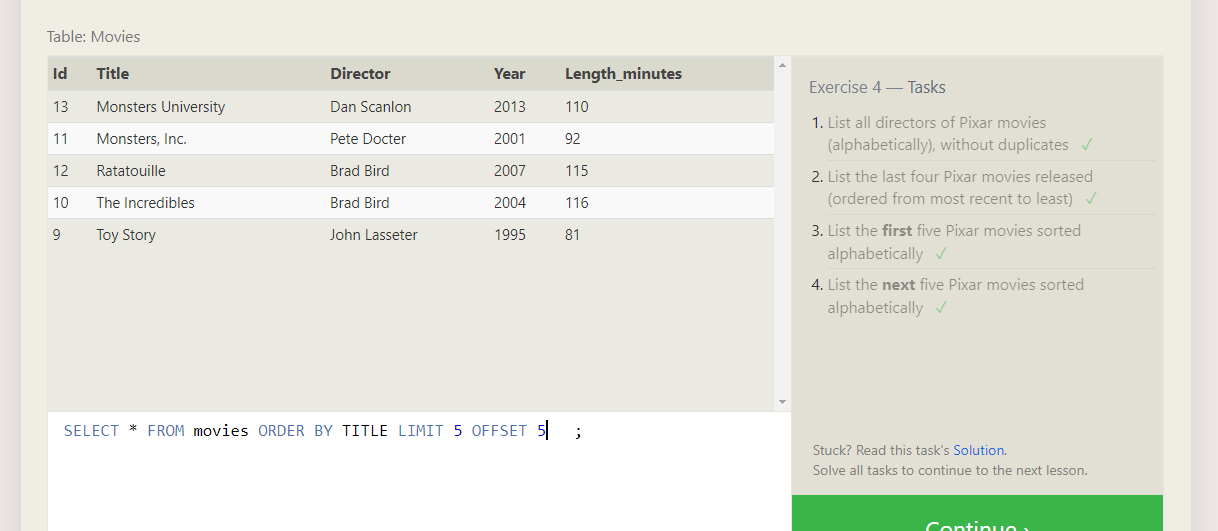 Table: Movies
Id Title Director Year Length_minutes
13 Monsters University Dan Scanlon 2013 110
11 Monsters, Inc. Pete Docter 2001 92
12 Ratatouille Brad Bird 2007 115
10 The Incredibles Brad Bird 2004 116
9 Toy Story John Lasseter 1995 81
SELECT * FROM movies ORDER BY TITLE LIMIT 5 OFFSET 5 ;
Exercise 4 — Tasks
1. List all directors of Pixar movies
(alphabetically), without duplicates ✓
2. List the last four Pixar movies released
(ordered from most recent to least) ✓
3. List the first five Pixar movies sorted
alphabetically ✓
4. List the next five Pixar movies sorted
alphabetically ✓
Stuck? Read this task's Solution.
Solve all tasks to continue to the next lesson.
Continue ›